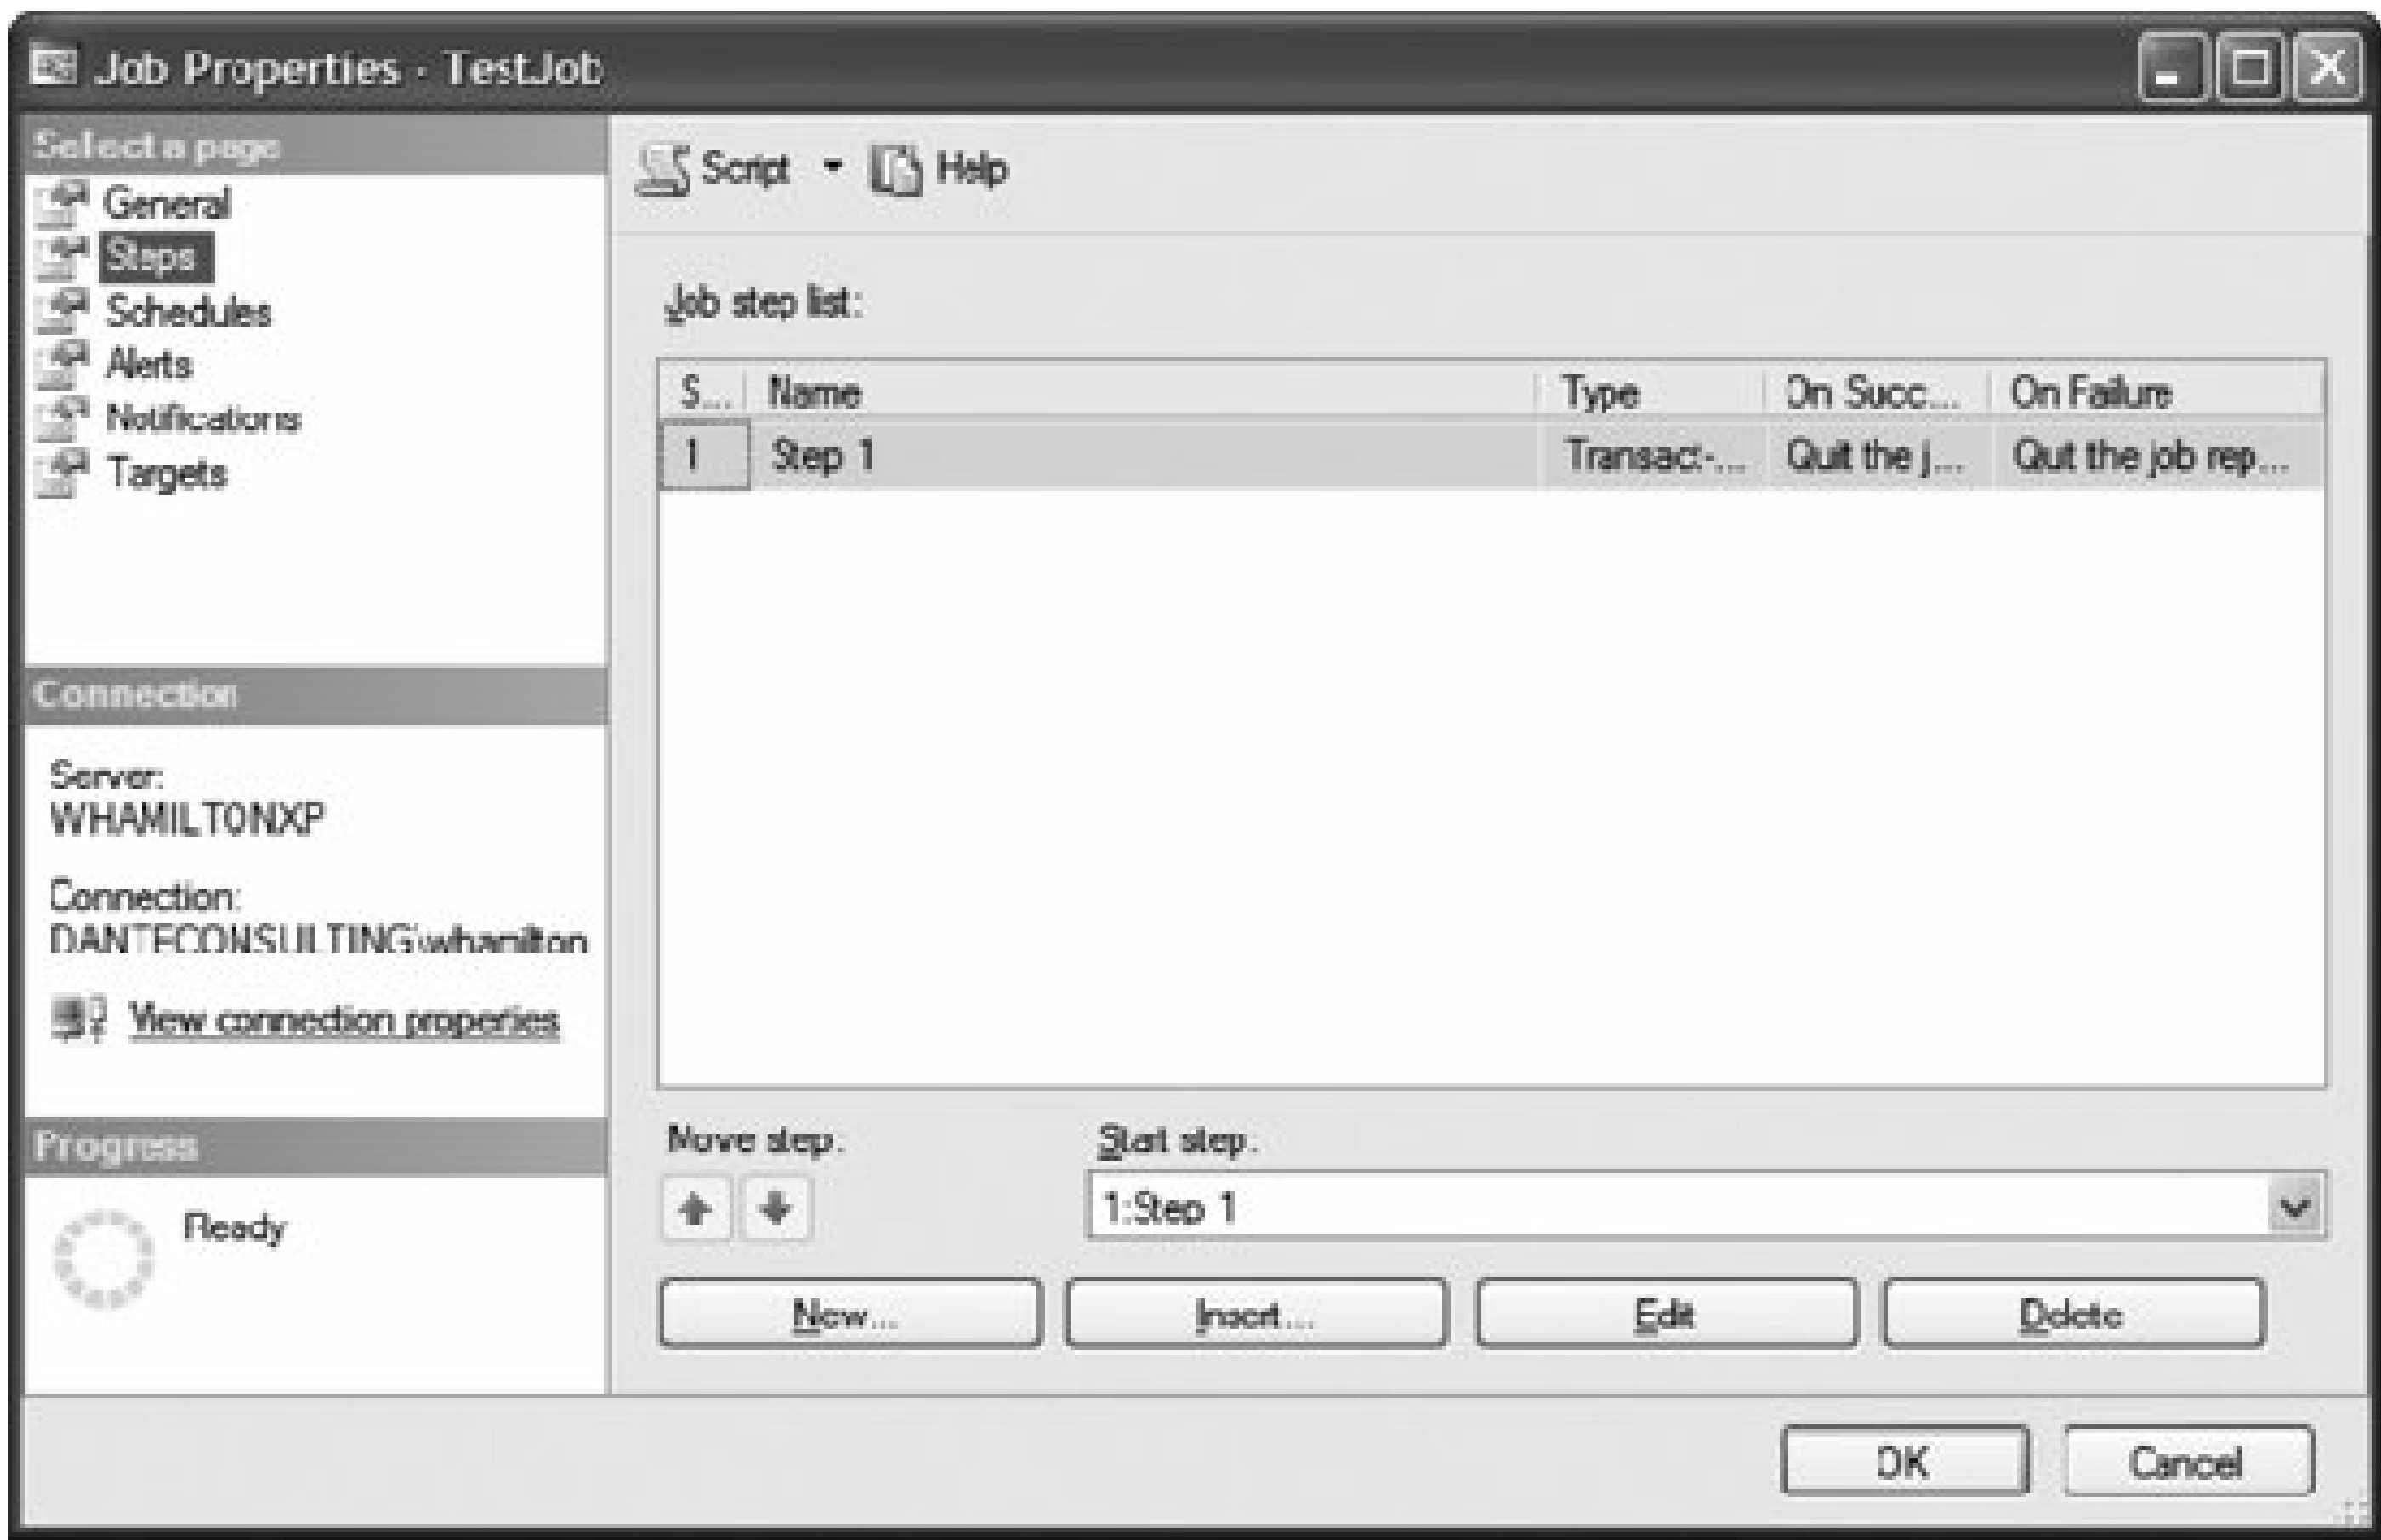 Job Properties - TestJob
Select a page
General
Steps
Schedules
Alerts
Notifications
Targets
Connection
Server:
WHAMILTONXP
Connection:
DANTECONSULTING\whamilton
View connection properties
Progress
Ready
Script Help
Job step list:
S... Name Type On Succ... On Failure
1 Step 1 Transact-... Quit the j... Quit the job rep...
Move step: Start step:
1:Step 1
New... Insert... Edit Delete
OK Cancel